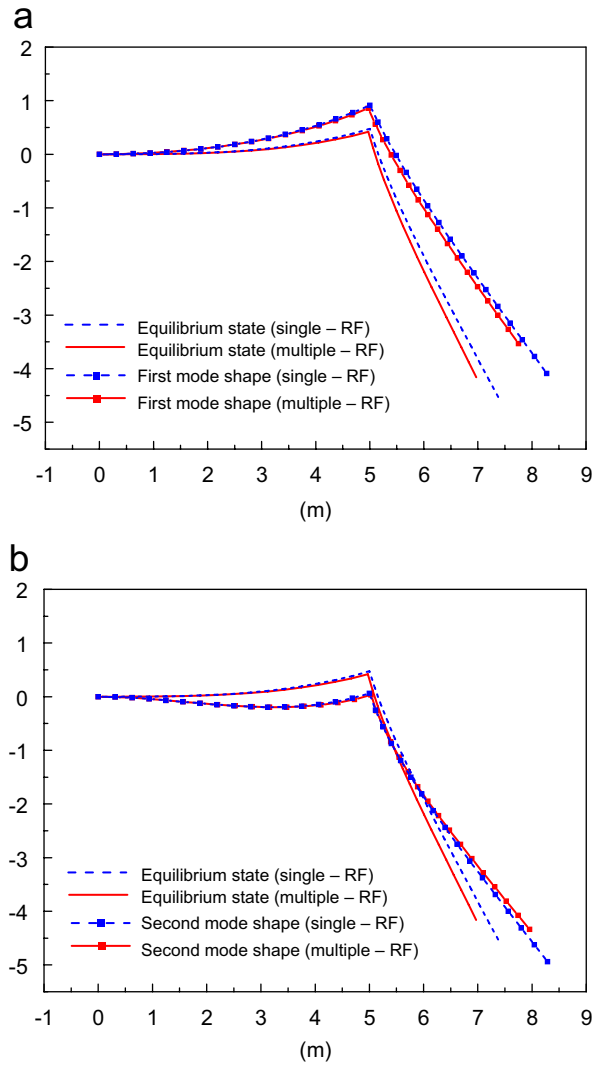 a
2
1
0
-1
-2
-3
-4
-5
Equilibrium state (single – RF)
Equilibrium state (multiple – RF)
First mode shape (single – RF)
First mode shape (multiple – RF)
-1 0 1 2 3 4 5 6 7 8 9
(m)
b
2
1
0
-1
-2
-3
-4
-5
Equilibrium state (single – RF)
Equilibrium state (multiple – RF)
Second mode shape (single – RF)
Second mode shape (multiple – RF)
-1 0 1 2 3 4 5 6 7 8 9
(m)